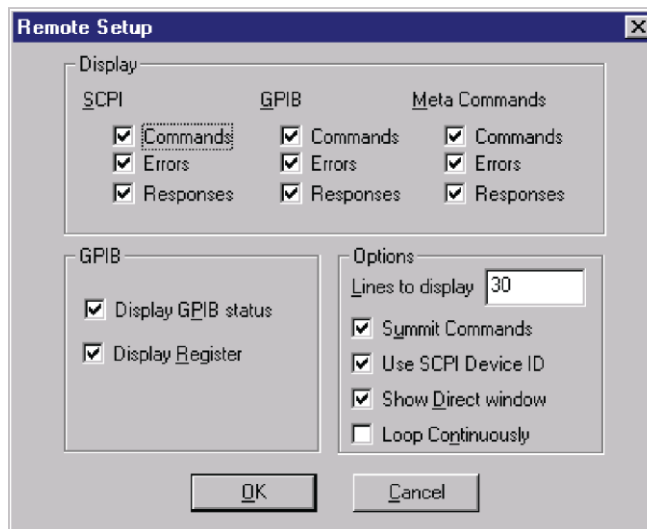 Remote Setup
Display
SCPI GPIB Meta Commands
Commands Commands Commands
Errors Errors Errors
Responses Responses Responses
GPIB
Display GPIB status
Display Register
Options
Lines to display 30
Summit Commands
Use SCPI Device ID
Show Direct window
Loop Continuously
OK Cancel